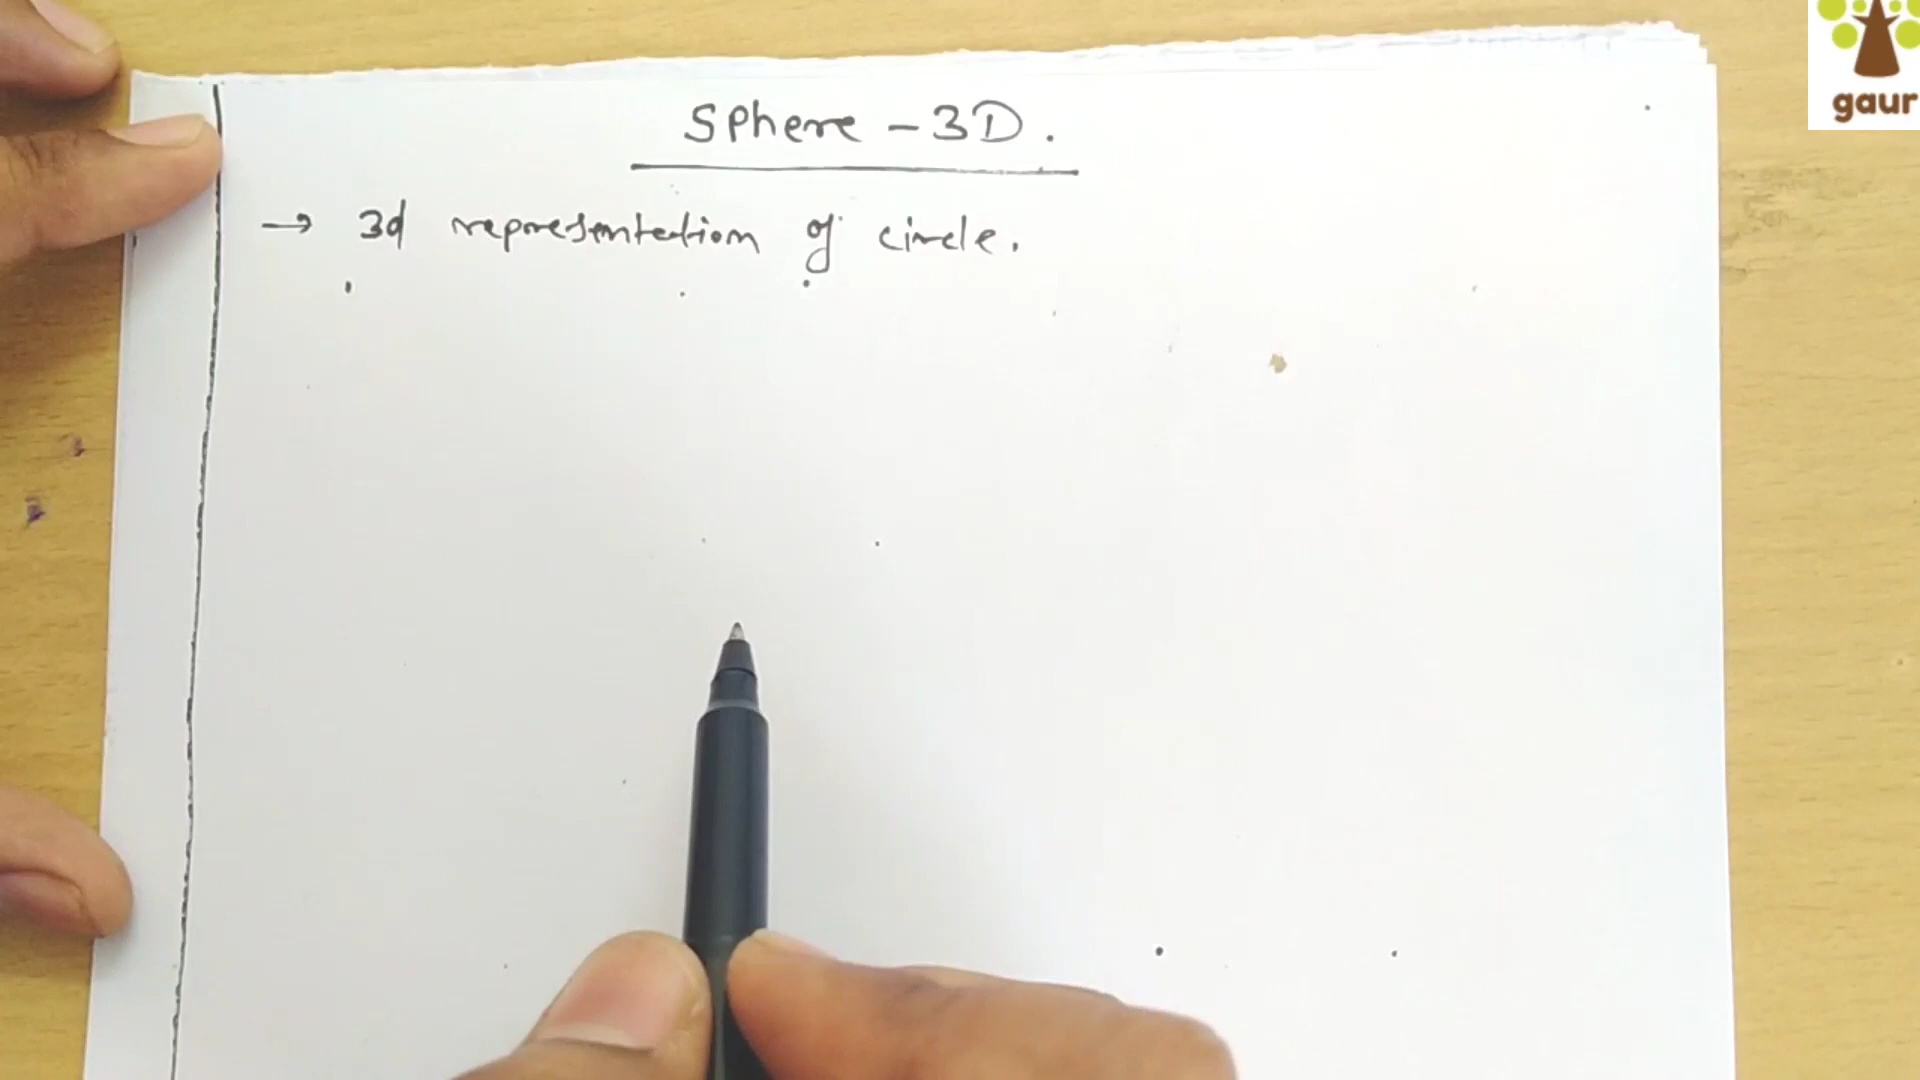 Sphere - 3D.
→ 3d representation of circle.
gaur